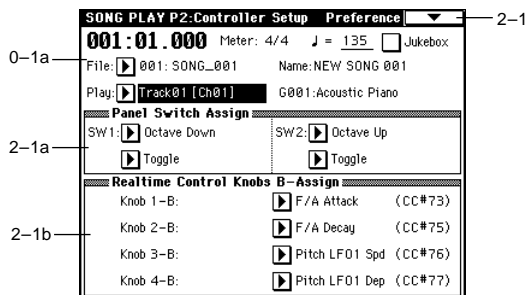 SONG PLAY P2:Controller Setup Preference
2–1
001:01.000 Meter: 4/4 ♩= 135 Jukebox
0–1a
File: 001: SONG_001 Name:NEW SONG 001
Play: Track01 [Ch01] G001:Acoustic Piano
Panel Switch Assign
SW1: Octave Down SW2: Octave Up
2–1a
Toggle Toggle
Realtime Control Knobs B-Assign
Knob 1-B: F/A Attack (CC#73)
Knob 2-B: F/A Decay (CC#75)
2–1b
Knob 3-B: Pitch LFO1 Spd (CC#76)
Knob 4-B: Pitch LFO1 Dep (CC#77)